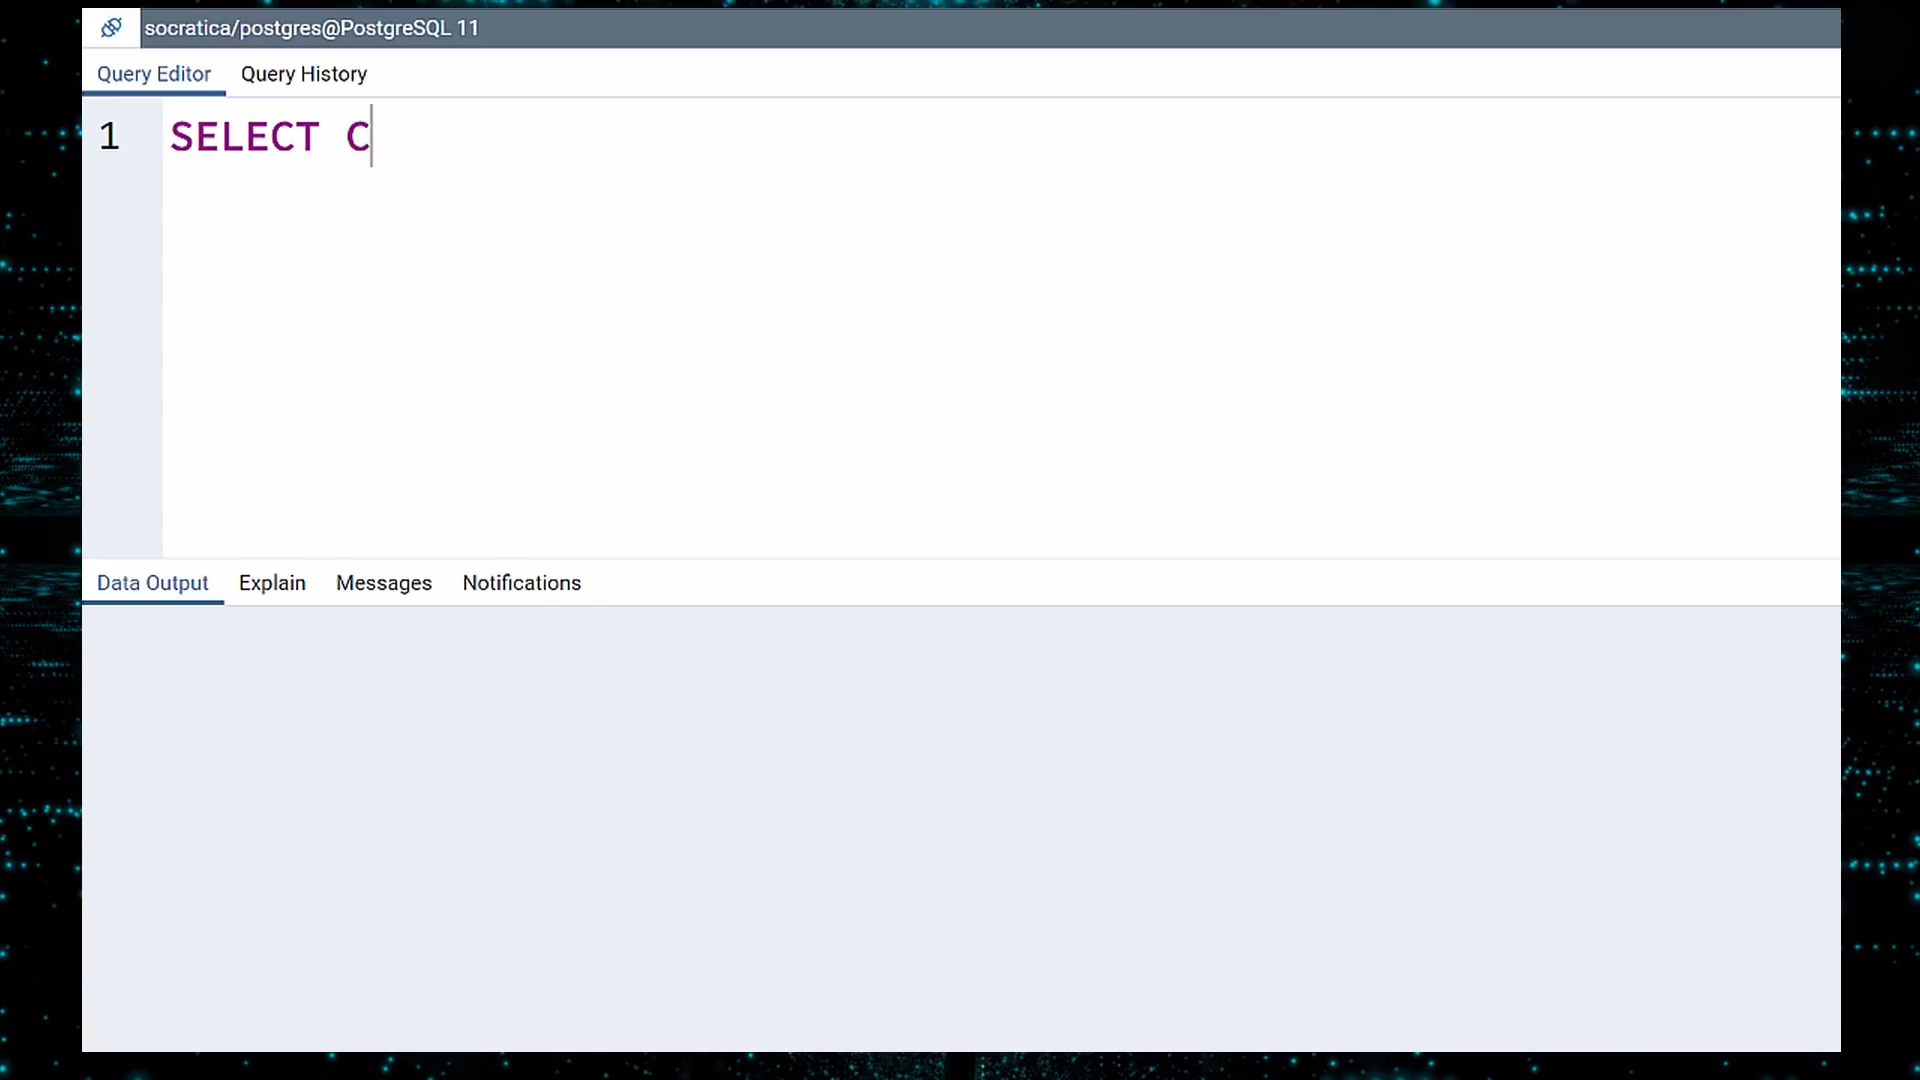 socratica/postgres@PostgreSQL 11
Query Editor Query History
1 SELECT C
Data Output Explain Messages Notifications